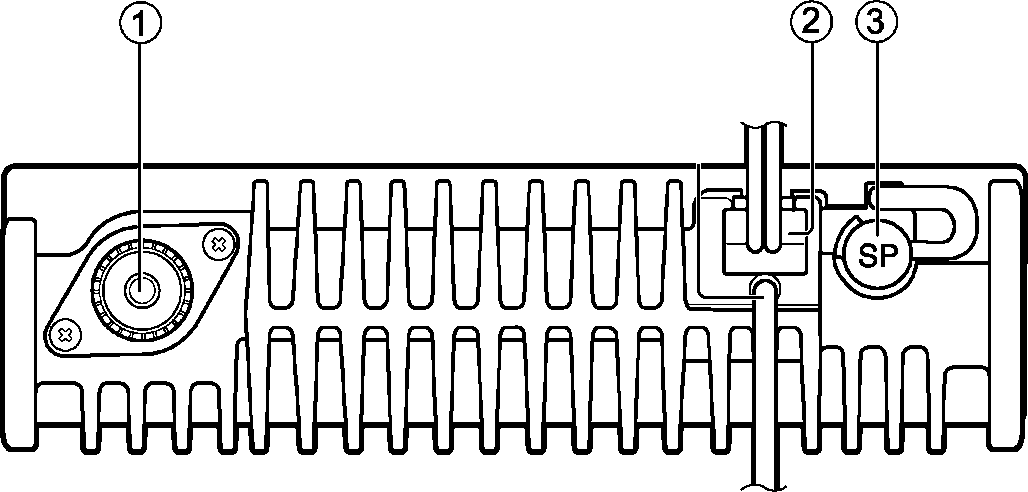 ① ② ③
SP